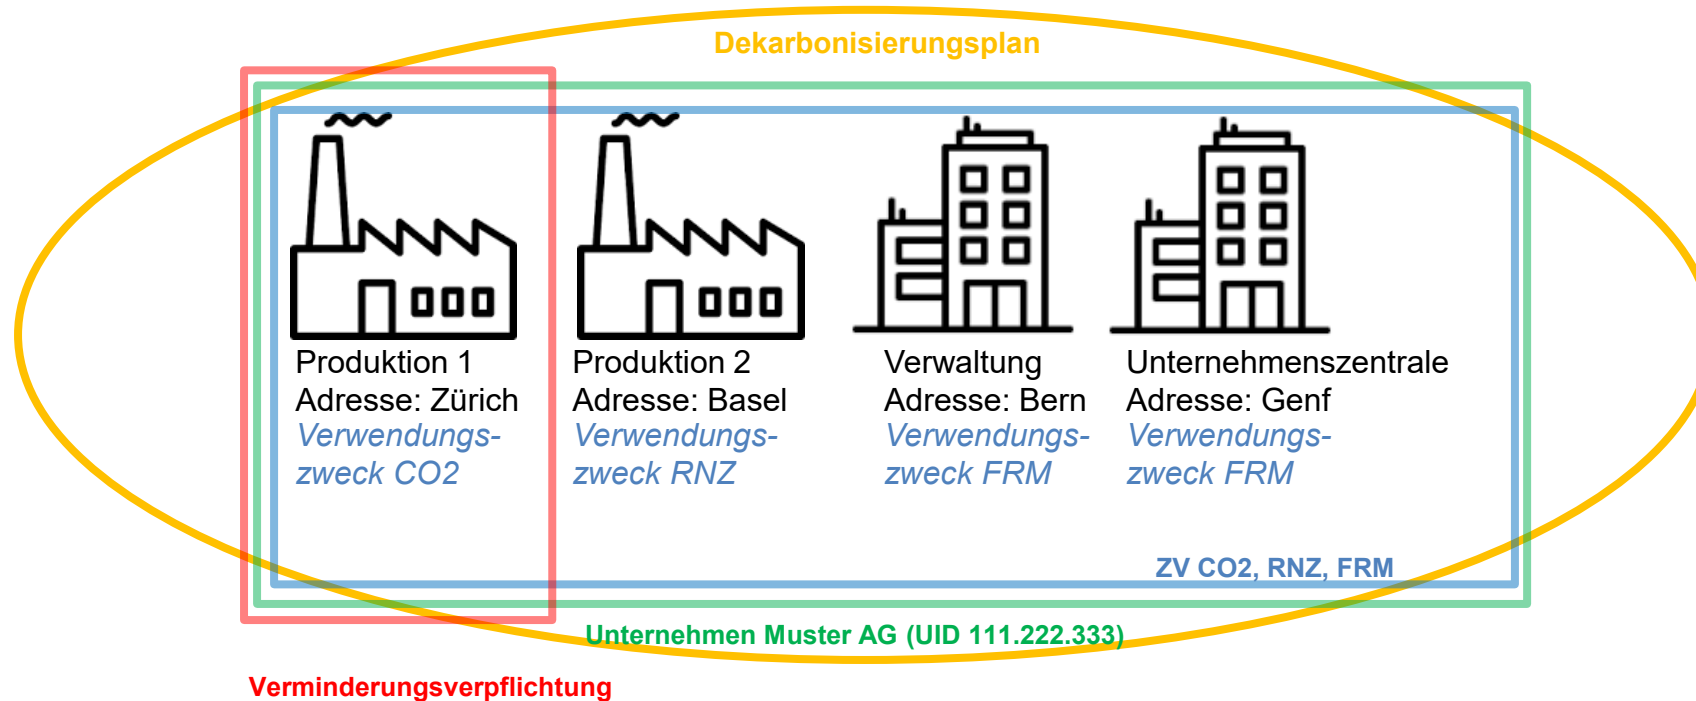 Dekarbonisierungsplan
Produktion 1
Adresse: Zürich
Verwendungs-
zweck CO2
Produktion 2
Adresse: Basel
Verwendungs-
zweck RNZ
Verwaltung
Adresse: Bern
Verwendungs-
zweck FRM
Unternehmenszentrale
Adresse: Genf
Verwendungs-
zweck FRM
ZV CO2, RNZ, FRM
Unternehmen Muster AG (UID 111.222.333)
Verminderungsverpflichtung